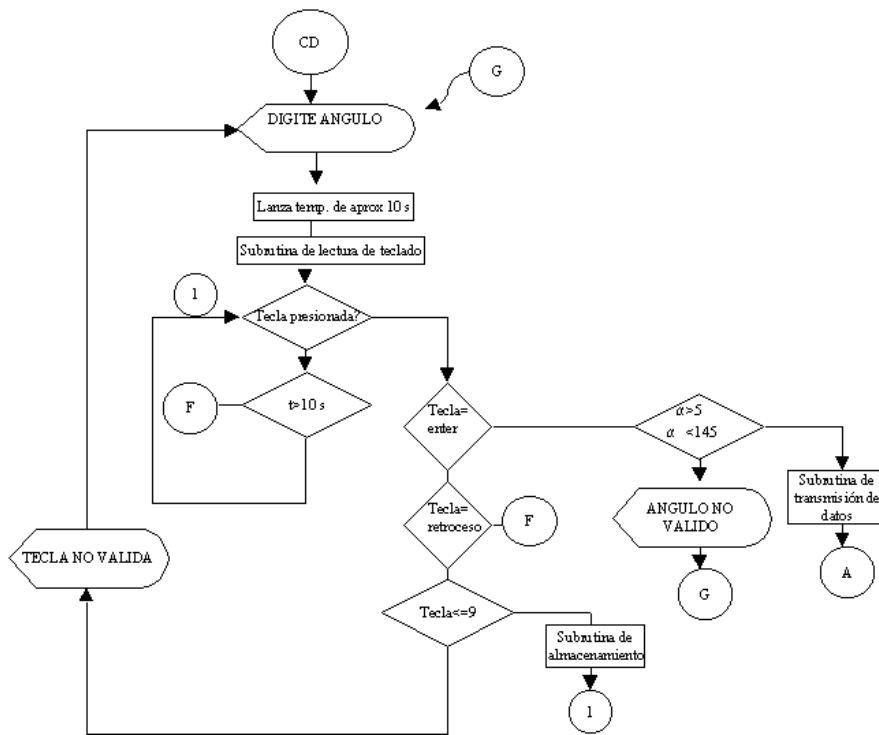 CD
G
DIGITE ANGULO
Lanza temp. de aprox 10 s
Subrutina de lectura de teclado
1
Tecla presionada?
F
t>10 s
Tecla=
enter
α>5
α <145
Subrutina de
transmisión de
datos
Tecla=
retroceso
F
ANGULO NO
VALIDO
TECLA NO VALIDA
G
A
Tecla<=9
Subrutina de
almacenamiento
1